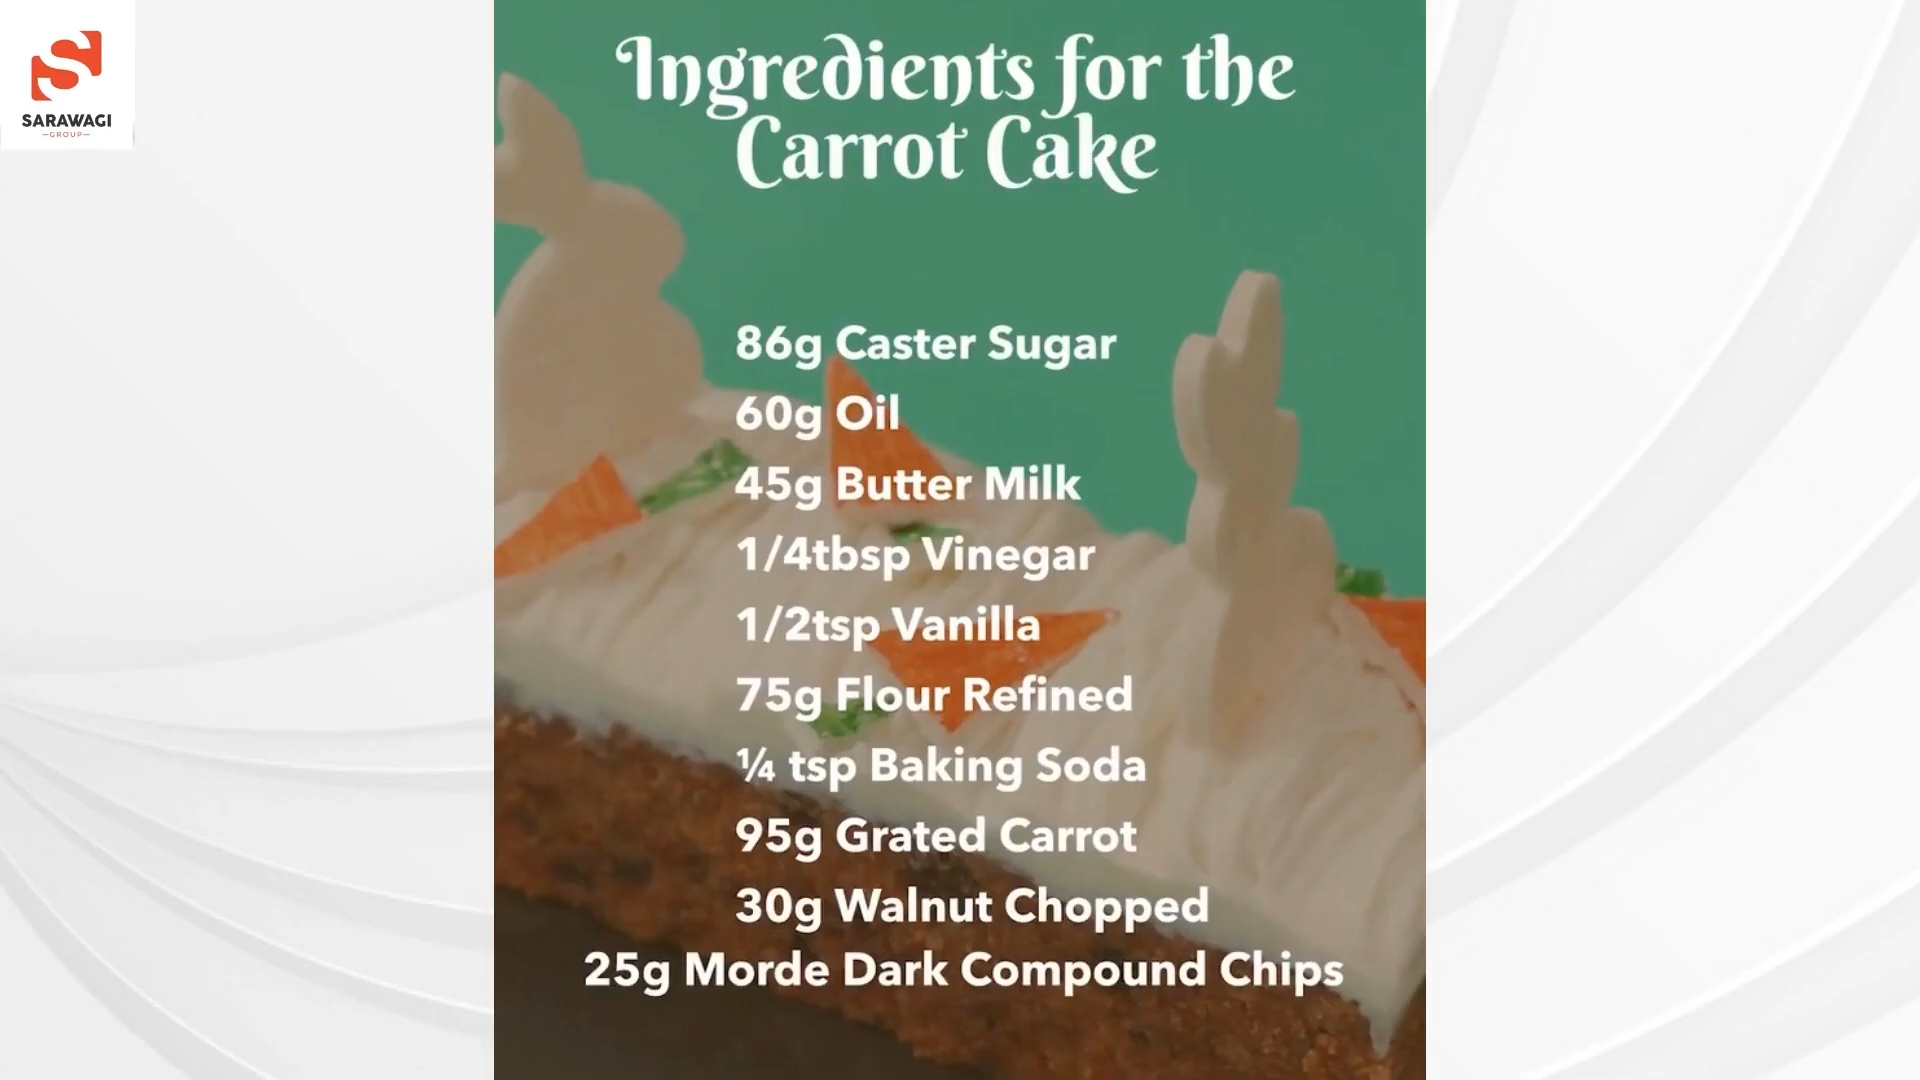 SARAWAGI
GROUP
Ingredients for the
Carrot Cake
86g Caster Sugar
60g Oil
45g Butter Milk
1/4tbsp Vinegar
1/2tsp Vanilla
75g Flour Refined
¼ tsp Baking Soda
95g Grated Carrot
30g Walnut Chopped
25g Morde Dark Compound Chips